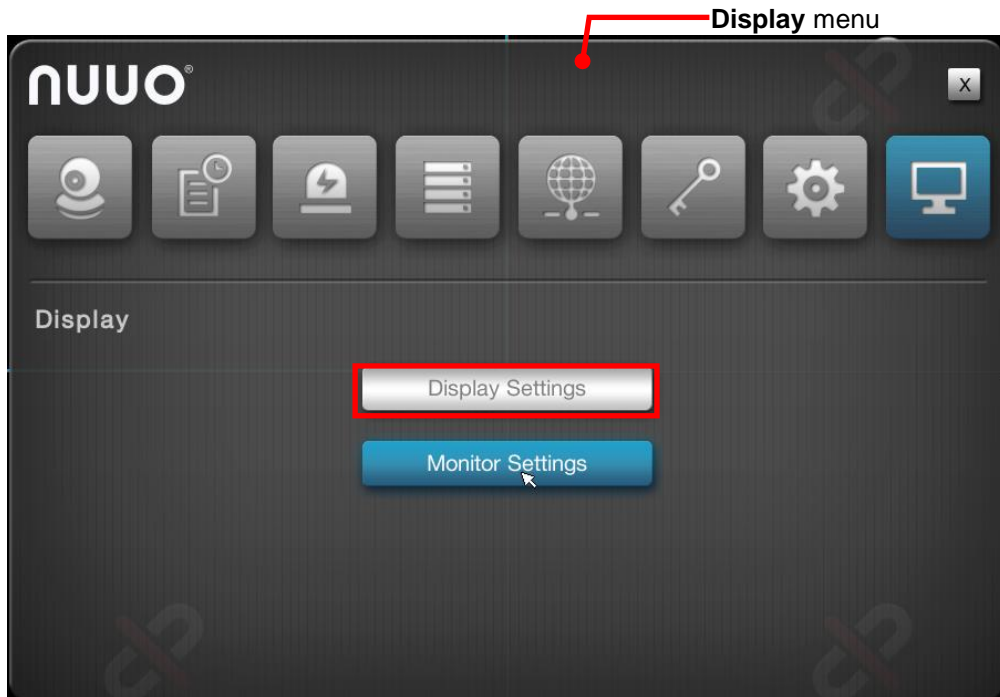 Display menu
nuuo®
X
Display
Display Settings
Monitor Settings